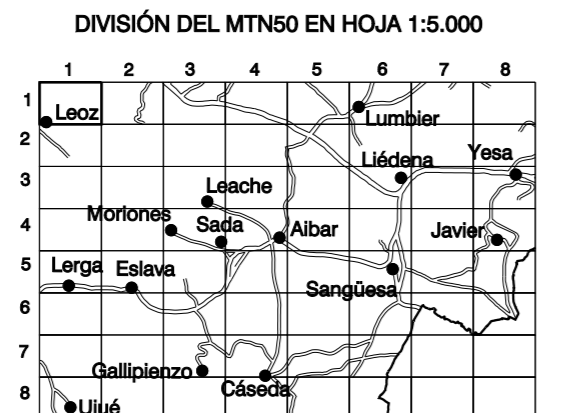 DIVISIÓN DEL MTN50 EN HOJA 1:5.000
1 2 3 4 5 6 7 8
1
Leoz
Lumbier
2
Liédena
Yesa
3
Leache
Moriones
Sada
4
Aibar
Javier
Lerga
Eslava
5
Sangüesa
6
7
Gallipienzo
Cáseda
8
Ujué